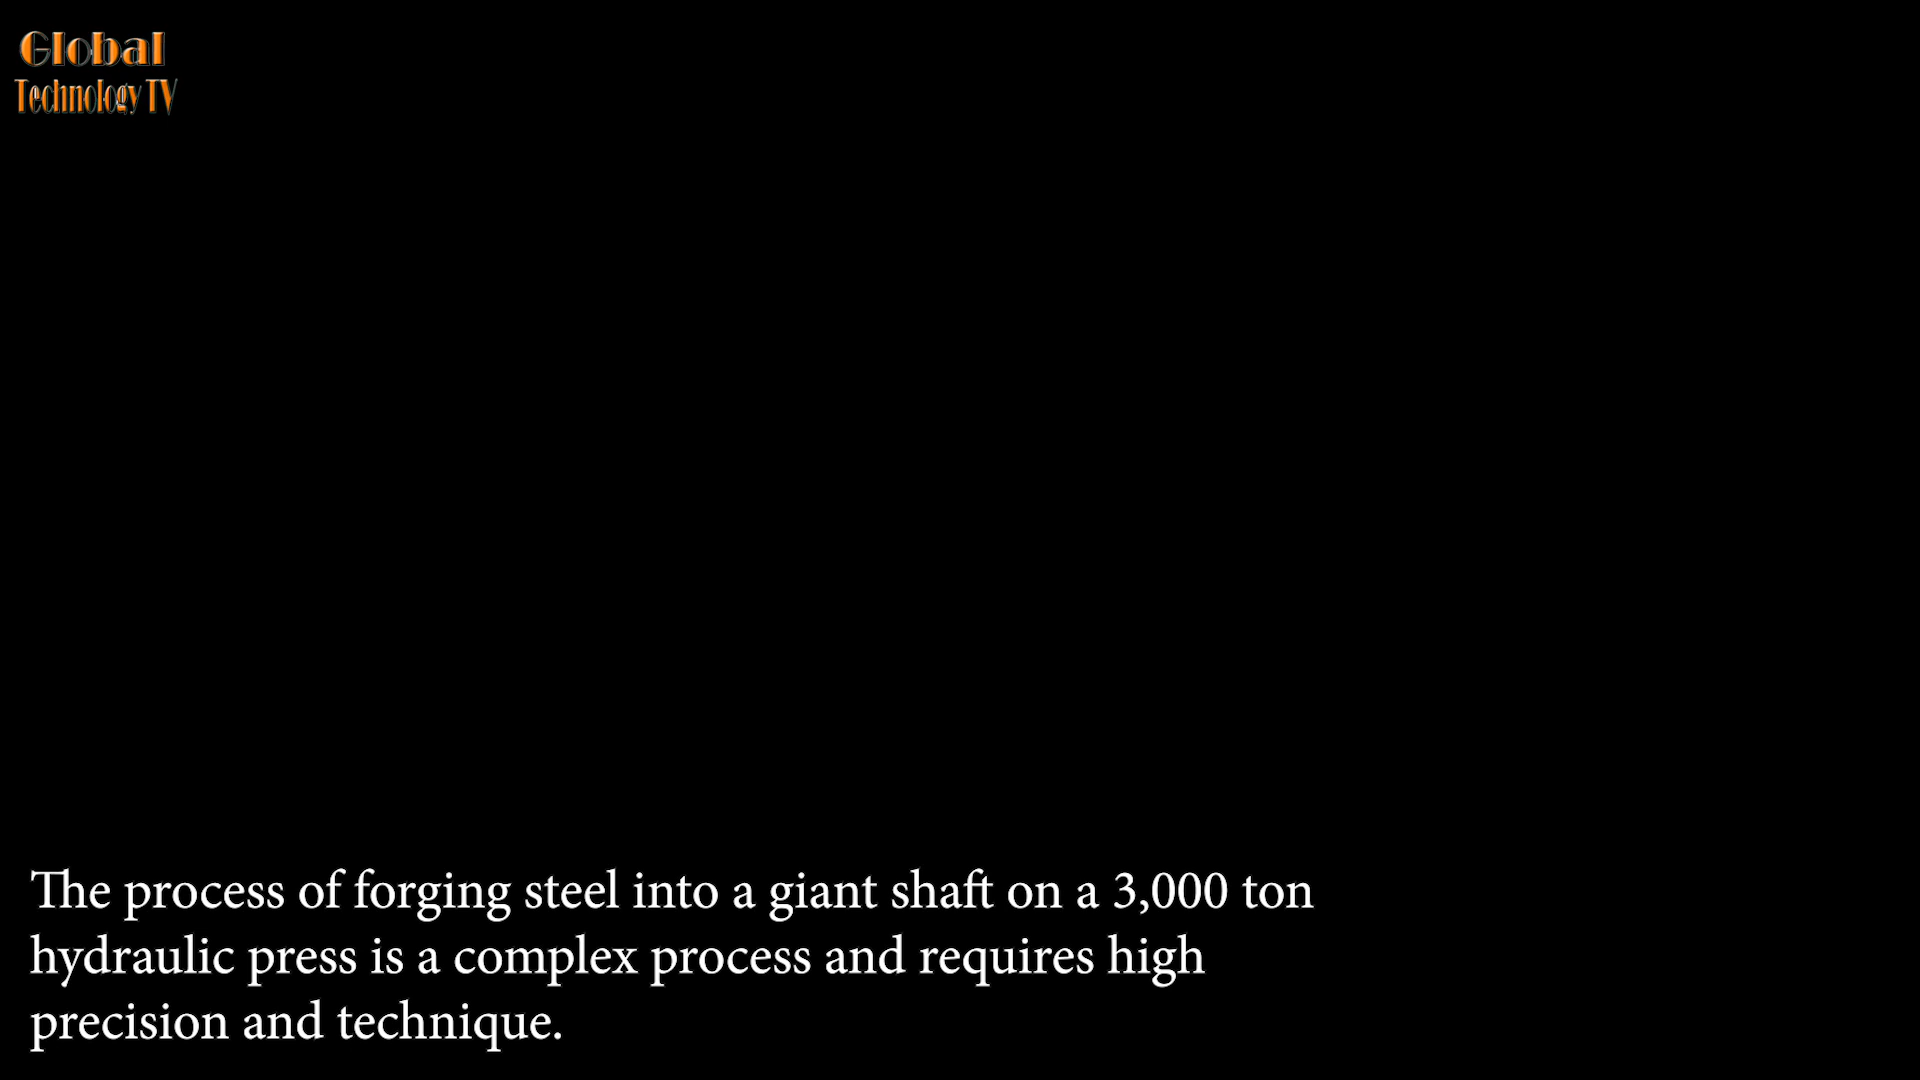 Global
Technology TV
The process of forging steel into a giant shaft on a 3,000 ton
hydraulic press is a complex process and requires high
precision and technique.